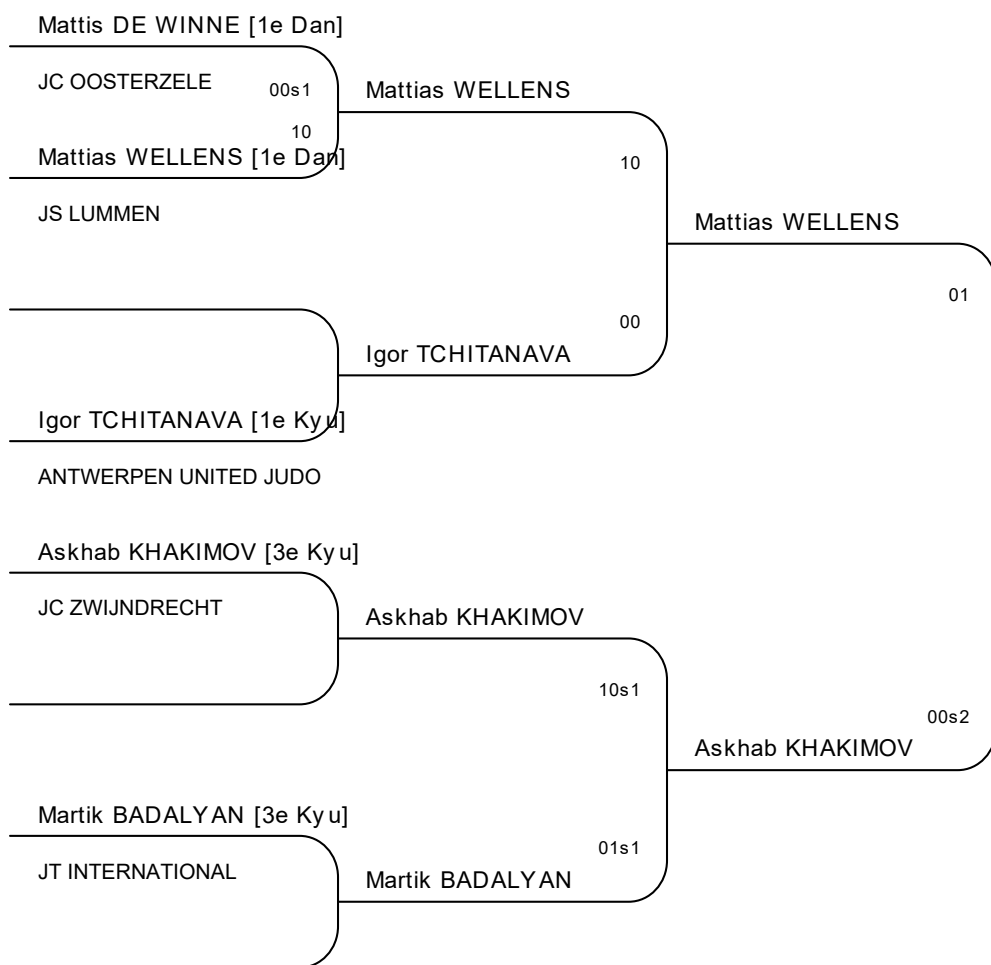 Mattis DE WINNE [1e Dan]
JC OOSTERZELE
00s1
Mattias WELLENS
10
Mattias WELLENS [1e Dan]
10
JS LUMMEN
Mattias WELLENS
01
00
Igor TCHITANAVA
Igor TCHITANAVA [1e Kyu]
ANTWERPEN UNITED JUDO
Askhab KHAKIMOV [3e Kyu]
JC ZWIJNDRECHT
Askhab KHAKIMOV
10s1
00s2
Askhab KHAKIMOV
Martik BADALYAN [3e Kyu]
01s1
JT INTERNATIONAL
Martik BADALYAN